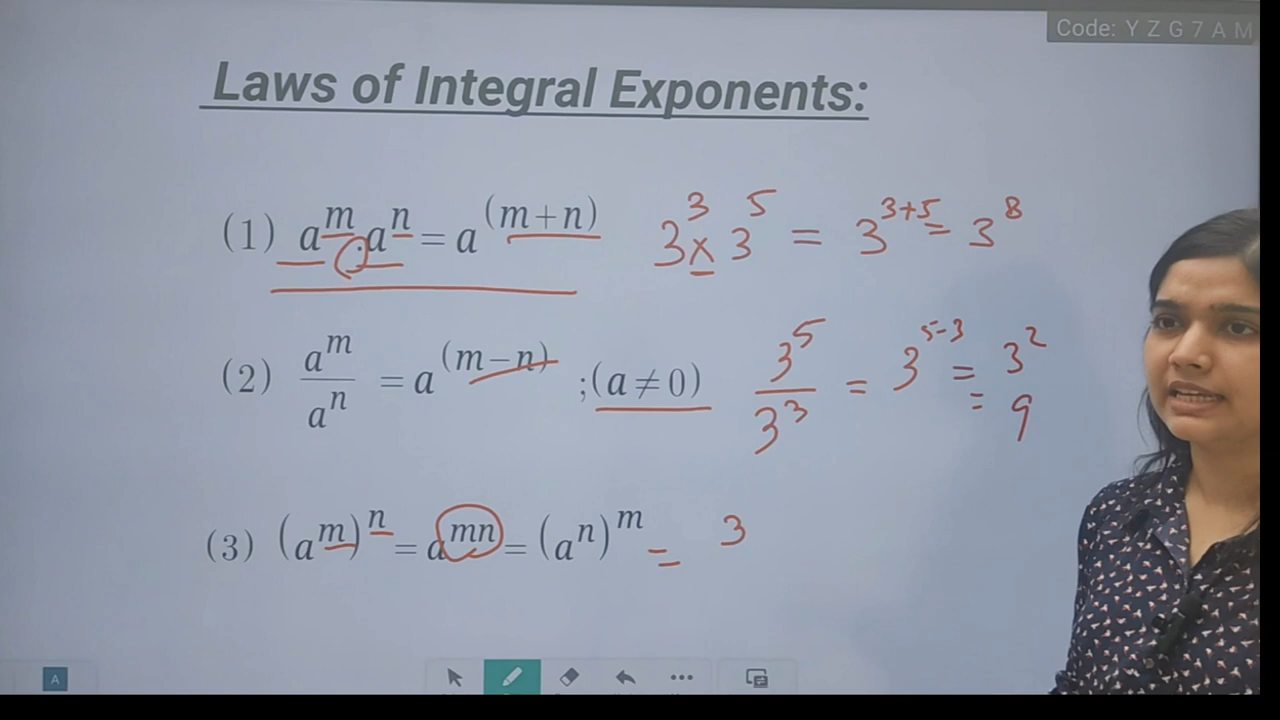 Code: Y Z G 7 A M
Laws of Integral Exponents:
(1) a^m · a^n = a^(m+n) 3^3 × 3^5 = 3^3+5 = 3^8
(2) a^m / a^n = a^(m−n) ; (a ≠ 0) 3^5 / 3^3 = 3^5-3 = 3^2
= 9
(3) (a^m)^n = a^mn = (a^n)^m = 3
A